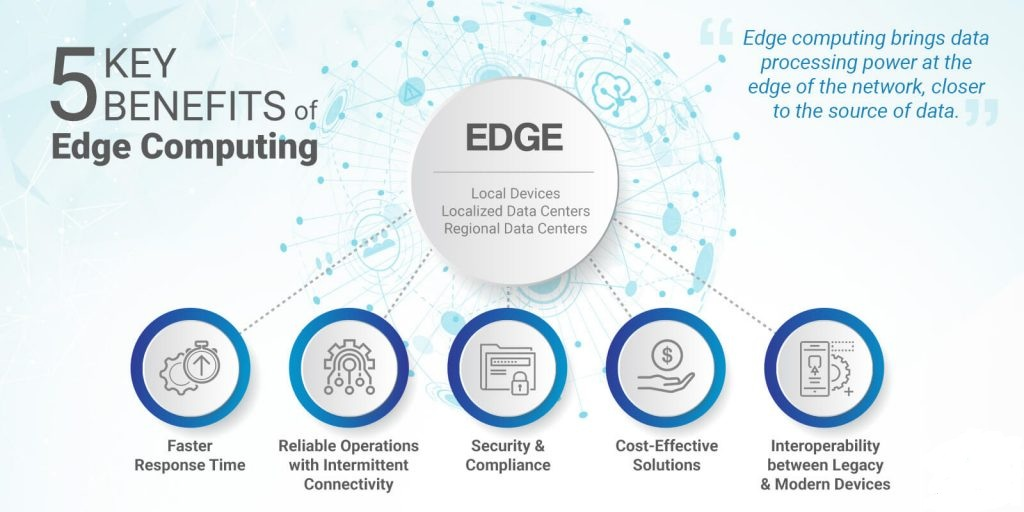 5 KEY
BENEFITS of
Edge Computing
“ Edge computing brings data
processing power at the
edge of the network, closer
to the source of data. ”
EDGE
Local Devices
Localized Data Centers
Regional Data Centers
$
Faster
Response Time
Reliable Operations
with Intermittent
Connectivity
Security &
Compliance
Cost-Effective
Solutions
Interoperability
between Legacy
& Modern Devices